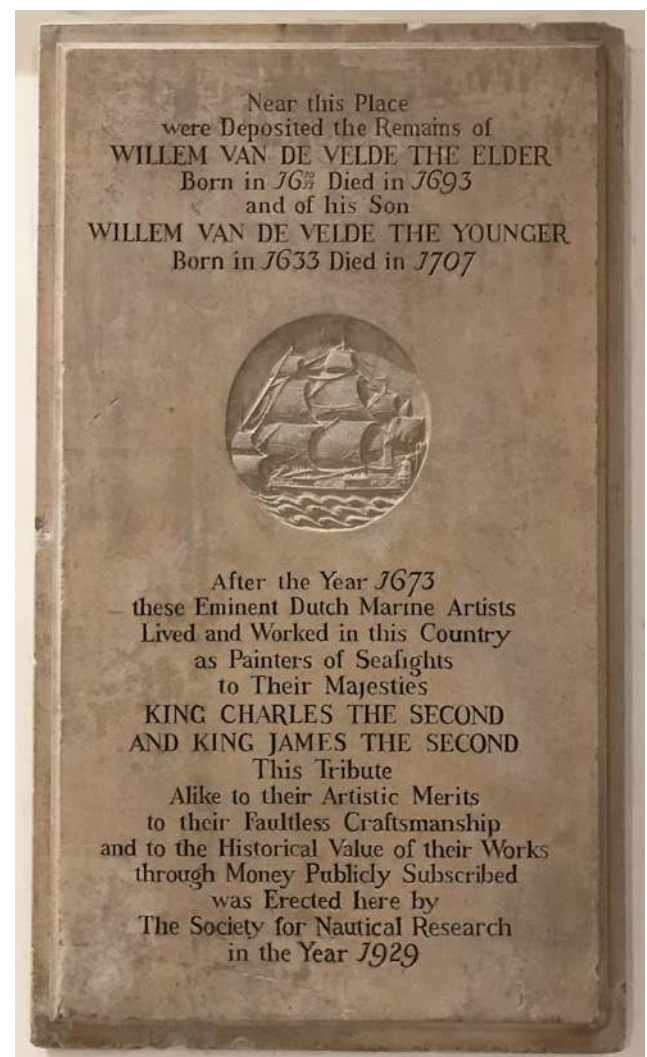 Near this Place
were Deposited the Remains of
WILLEM VAN DE VELDE THE ELDER
Born in 16 10/11 Died in 1693
and of his Son
WILLEM VAN DE VELDE THE YOUNGER
Born in 1633 Died in 1707
After the Year 1673
these Eminent Dutch Marine Artists
Lived and Worked in this Country
as Painters of Seafights
to Their Majesties
KING CHARLES THE SECOND
AND KING JAMES THE SECOND
This Tribute
Alike to their Artistic Merits
to their Faultless Craftsmanship
and to the Historical Value of their Works
through Money Publicly Subscribed
was Erected here by
The Society for Nautical Research
in the Year 1929